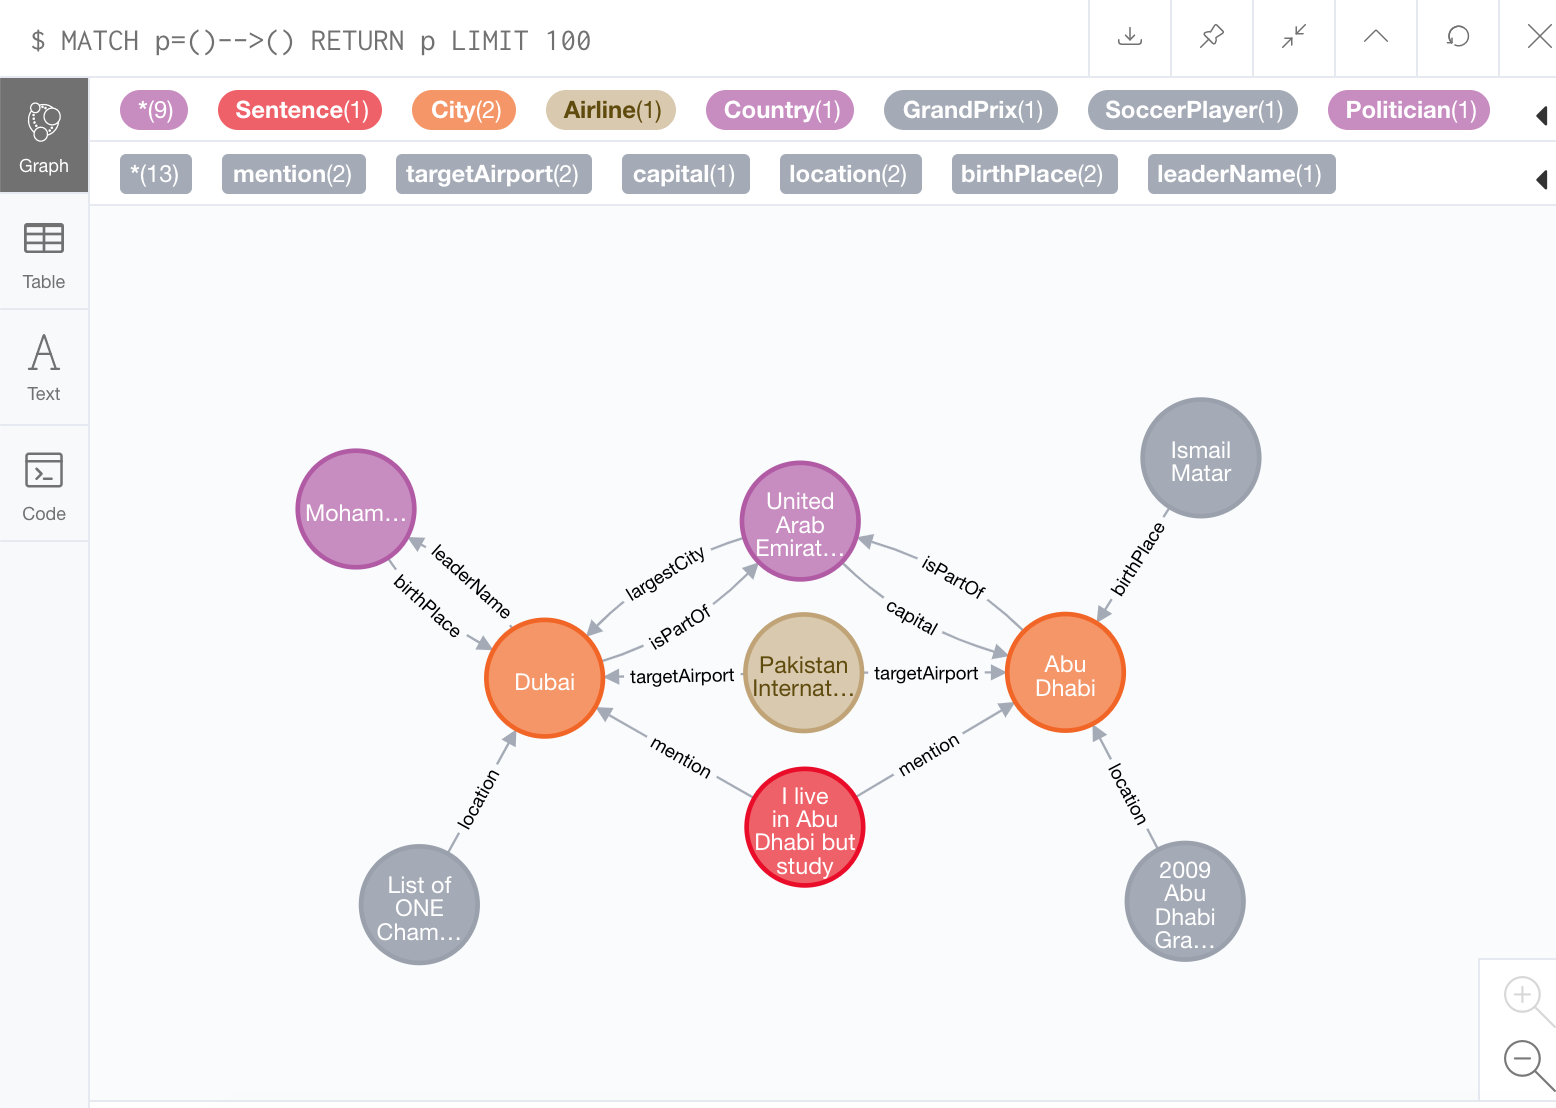 $ MATCH p=()-->() RETURN p LIMIT 100
*(9) Sentence(1) City(2) Airline(1) Country(1) GrandPrix(1) SoccerPlayer(1) Politician(1)
*(13) mention(2) targetAirport(2) capital(1) location(2) birthPlace(2) leaderName(1)
Graph
Table
Text
Code
Moham...
United
Arab
Emirat...
Ismail
Matar
leaderName
birthPlace
largestCity
isPartOf
isPartOf
capital
birthPlace
Dubai
targetAirport
Pakistan
Internat...
targetAirport
Abu
Dhabi
mention
mention
location
location
I live
in Abu
Dhabi but
study
List of
ONE
Cham...
2009
Abu
Dhabi
Gra...